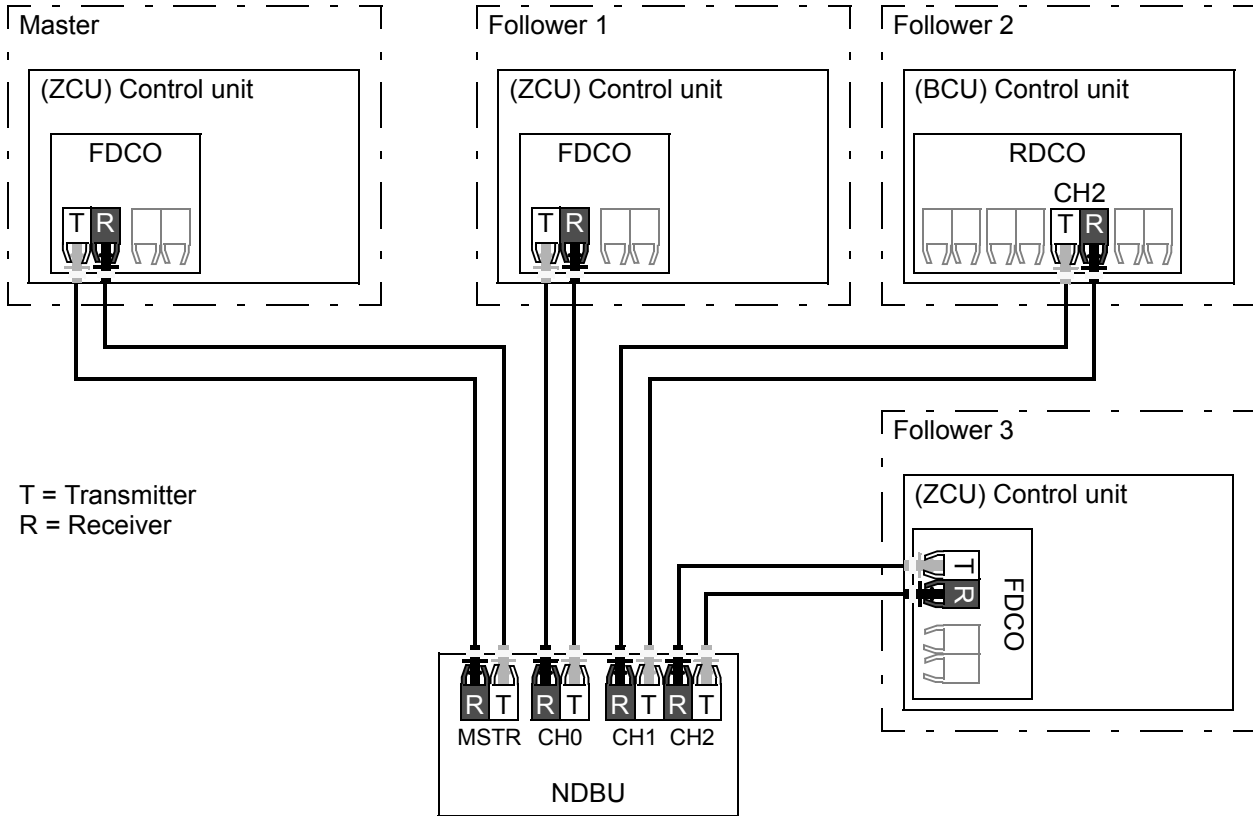 Master
(ZCU) Control unit
FDCO
T R
Follower 1
(ZCU) Control unit
FDCO
T R
Follower 2
(BCU) Control unit
RDCO
CH2
T R
Follower 3
(ZCU) Control unit
T
R
FDCO
T = Transmitter
R = Receiver
R T R T R T R T
MSTR CH0 CH1 CH2
NDBU